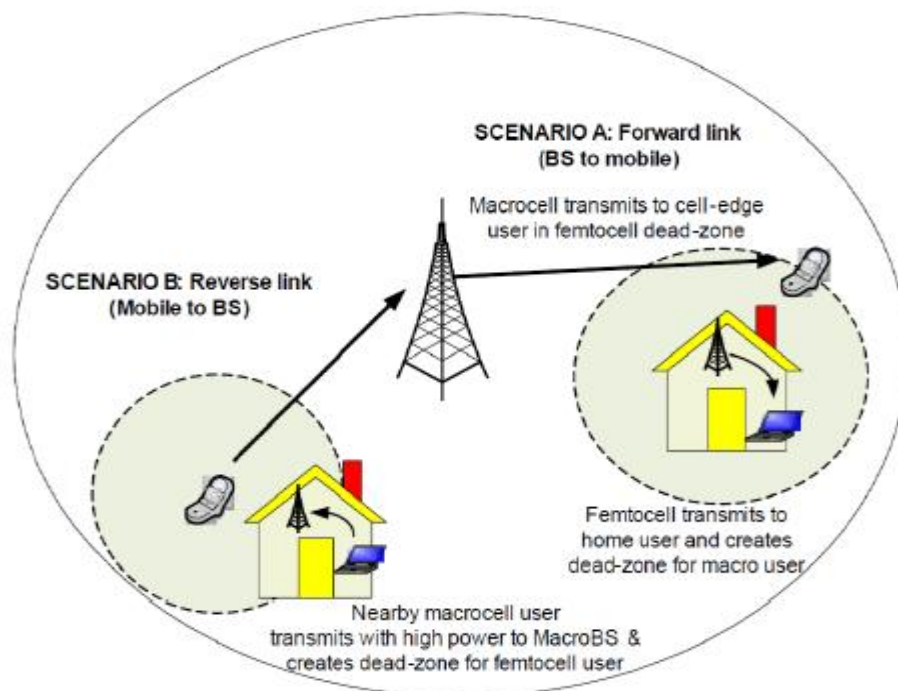 SCENARIO A: Forward link
(BS to mobile)
Macrocell transmits to cell-edge
user in femtocell dead-zone
SCENARIO B: Reverse link
(Mobile to BS)
Femtocell transmits to
home user and creates
dead-zone for macro user
Nearby macrocell user
transmits with high power to MacroBS &
creates dead-zone for femtocell user